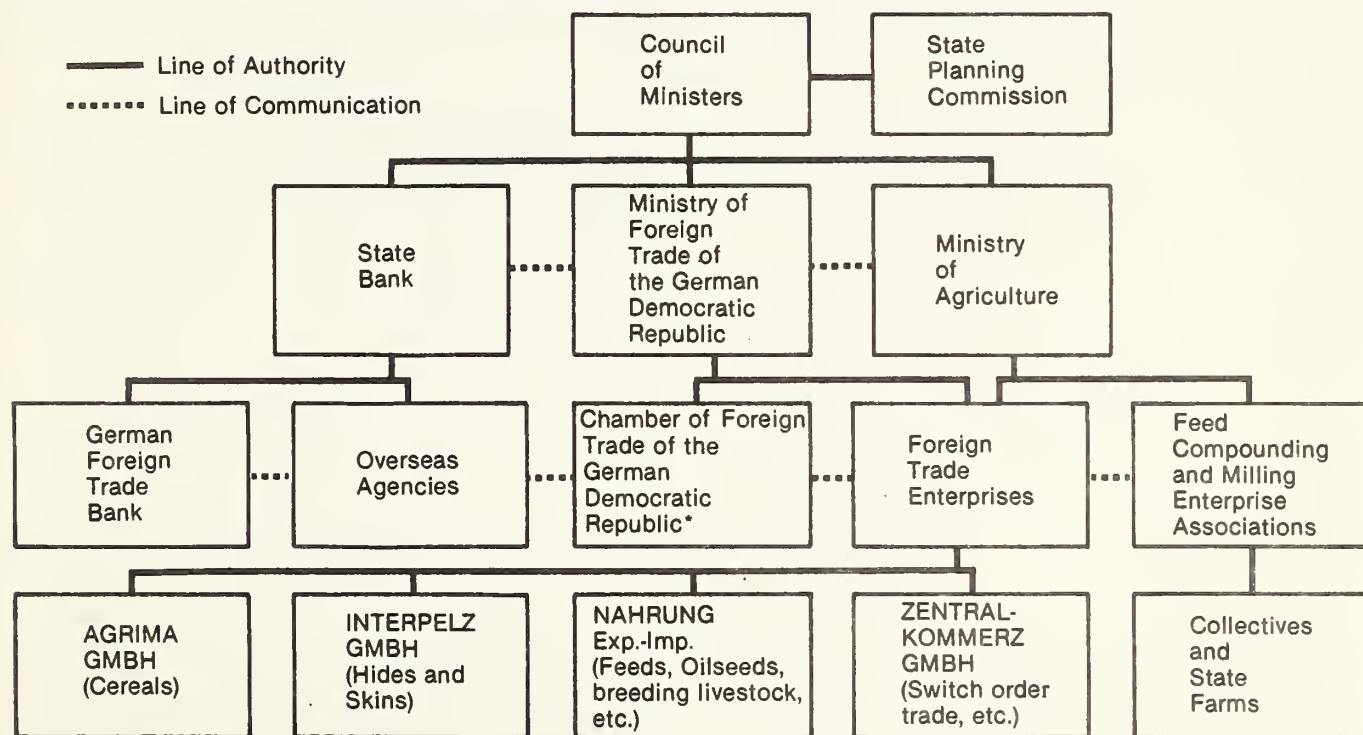 Line of Authority
Line of Communication
Council
of
Ministers
State
Planning
Commission
State
Bank
Ministry of
Foreign
Trade of
the German
Democratic
Republic
Ministry
of
Agriculture
German
Foreign
Trade
Bank
Overseas
Agencies
Chamber of Foreign
Trade of the
German
Democratic
Republic*
Foreign
Trade
Enterprises
Feed
Compounding
and Milling
Enterprise
Associations
AGRIMA
GMBH
(Cereals)
INTERPELZ
GMBH
(Hides and
Skins)
NAHRUNG
Exp.-Imp.
(Feeds, Oilseeds,
breeding livestock,
etc.)
ZENTRAL-
KOMMERZ
GMBH
(Switch order
trade, etc.)
Collectives
and
State
Farms